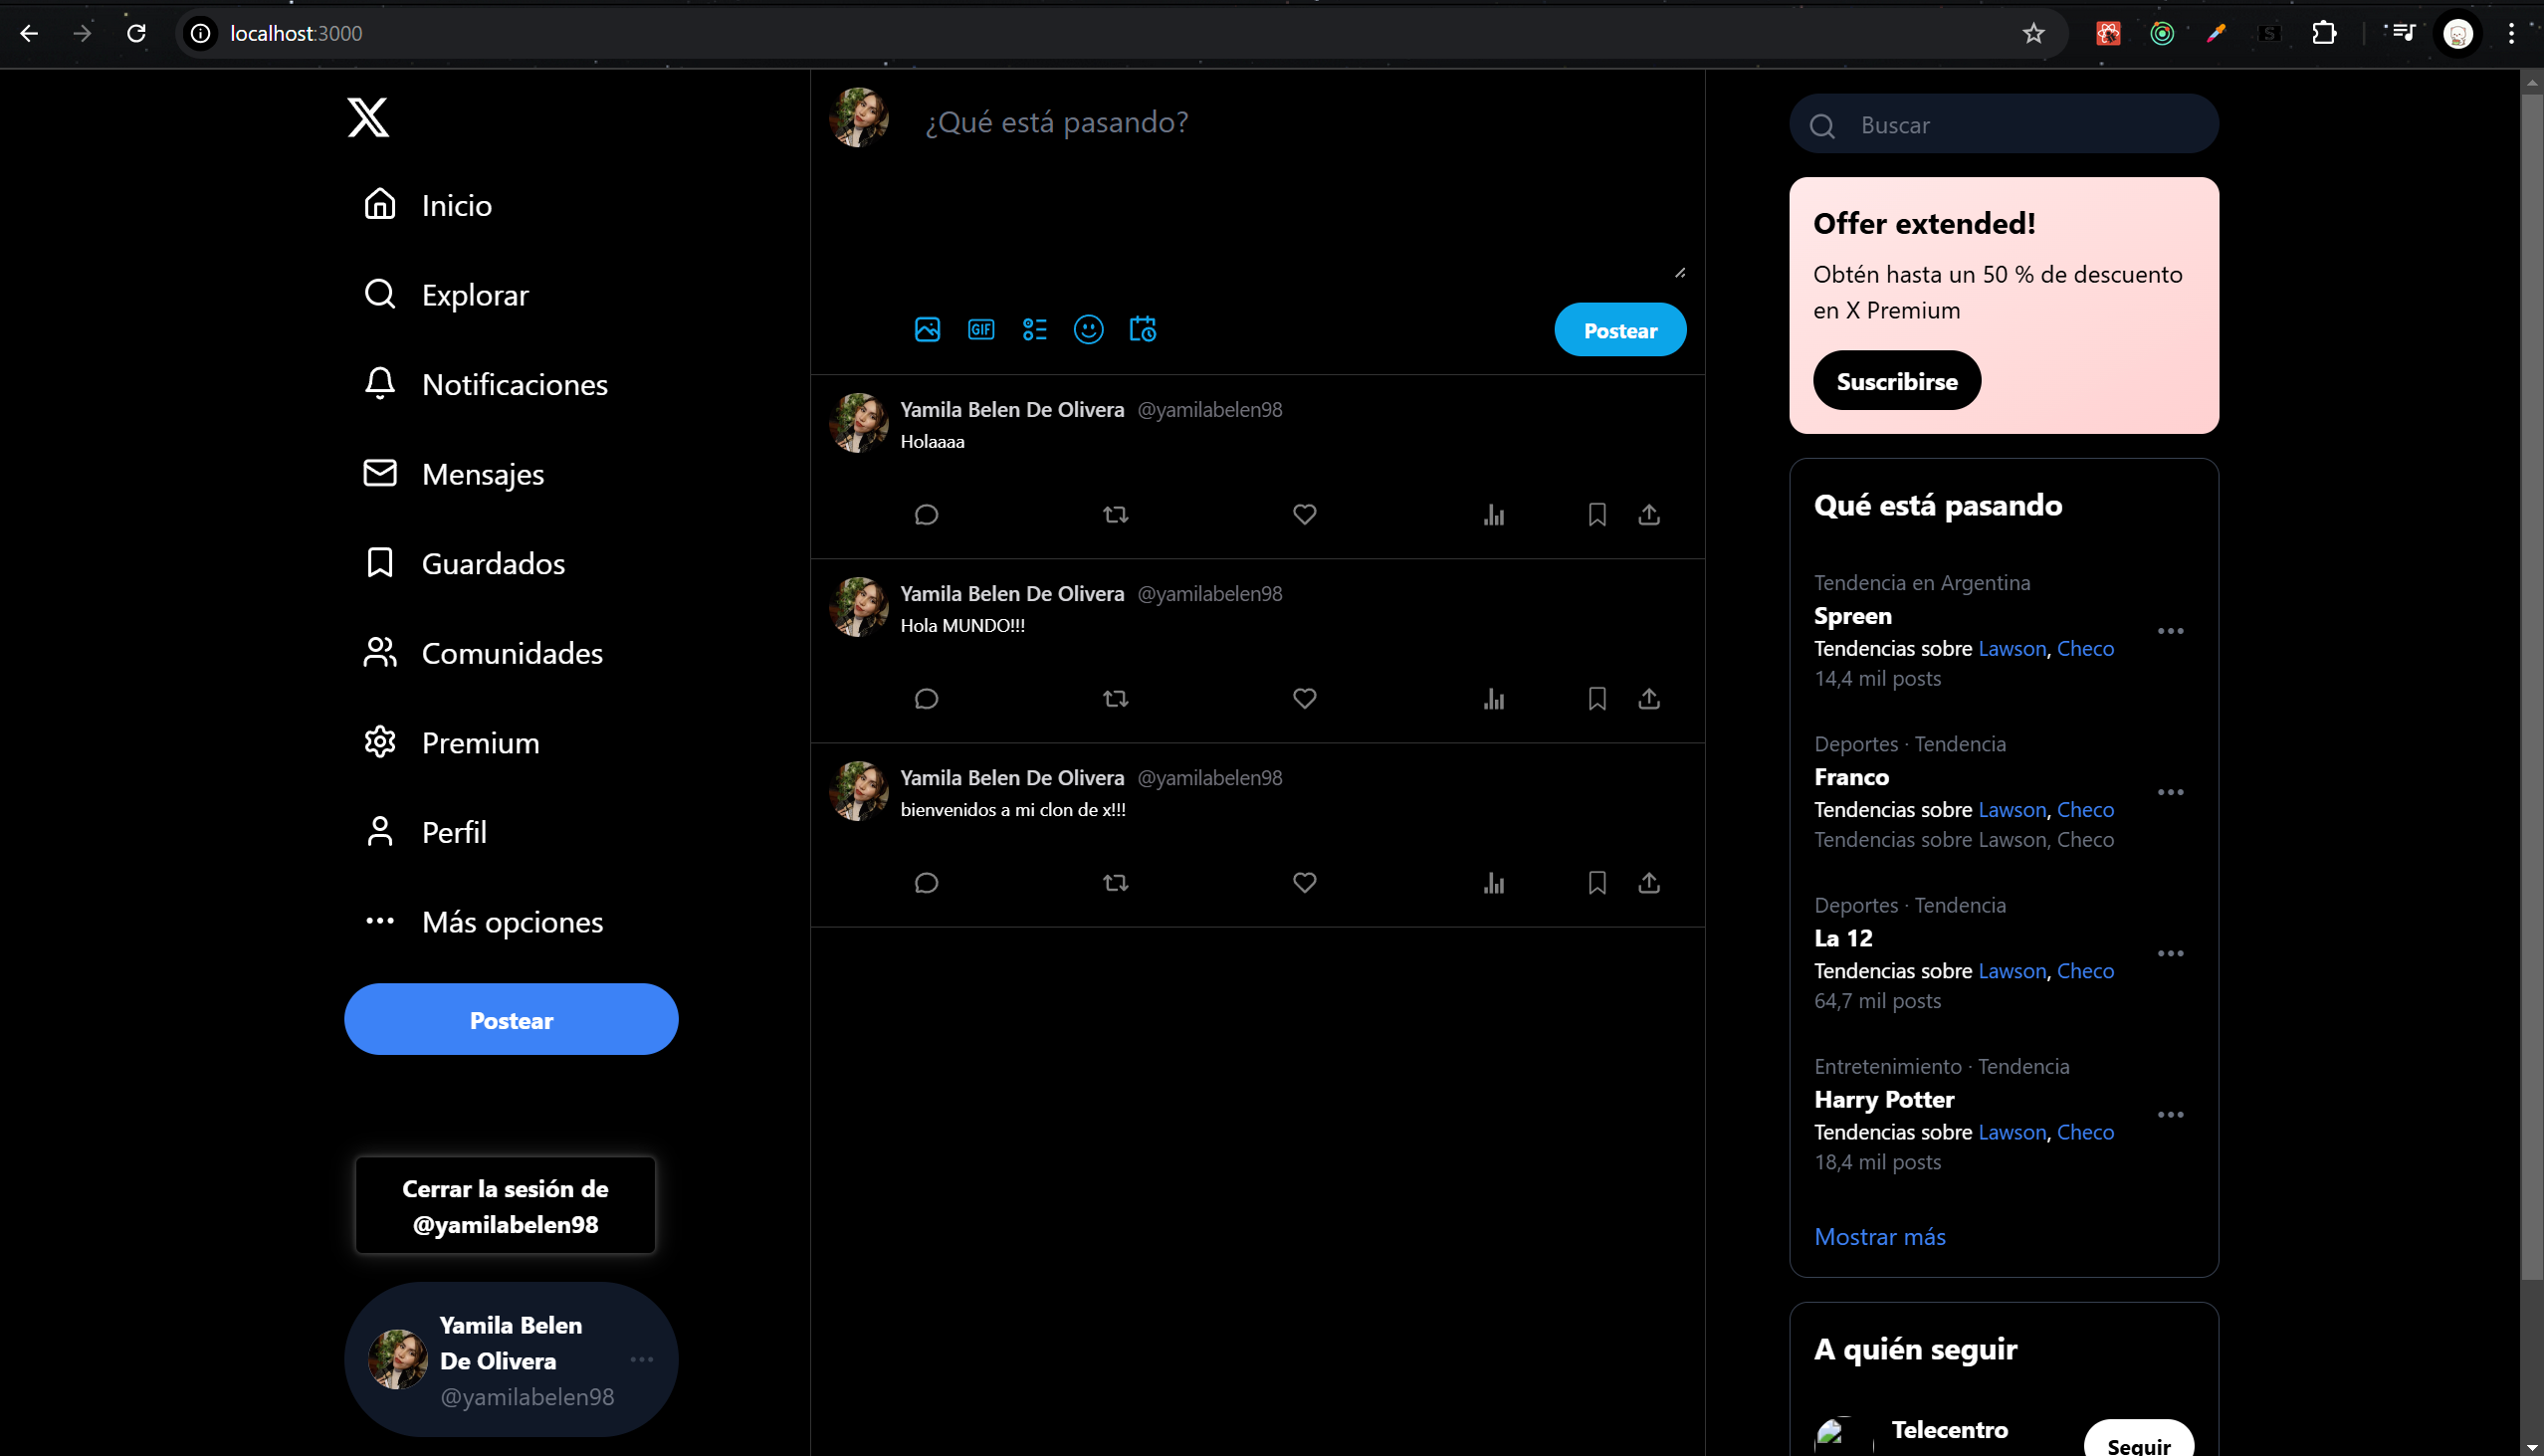 localhost:3000
Inicio
Explorar
Notificaciones
Mensajes
Guardados
Comunidades
Premium
Perfil
Más opciones
Postear
Cerrar la sesión de
@yamilabelen98
Yamila Belen
De Olivera
@yamilabelen98
¿Qué está pasando?
GIF
Postear
Yamila Belen De Olivera @yamilabelen98
Holaaaa
Yamila Belen De Olivera @yamilabelen98
Hola MUNDO!!!
Yamila Belen De Olivera @yamilabelen98
bienvenidos a mi clon de x!!!
Buscar
Offer extended!
Obtén hasta un 50 % de descuento
en X Premium
Suscribirse
Qué está pasando
Tendencia en Argentina
Spreen
Tendencias sobre Lawson, Checo
14,4 mil posts
Deportes · Tendencia
Franco
Tendencias sobre Lawson, Checo
Tendencias sobre Lawson, Checo
Deportes · Tendencia
La 12
Tendencias sobre Lawson, Checo
64,7 mil posts
Entretenimiento · Tendencia
Harry Potter
Tendencias sobre Lawson, Checo
18,4 mil posts
Mostrar más
A quién seguir
Telecentro
Seguir